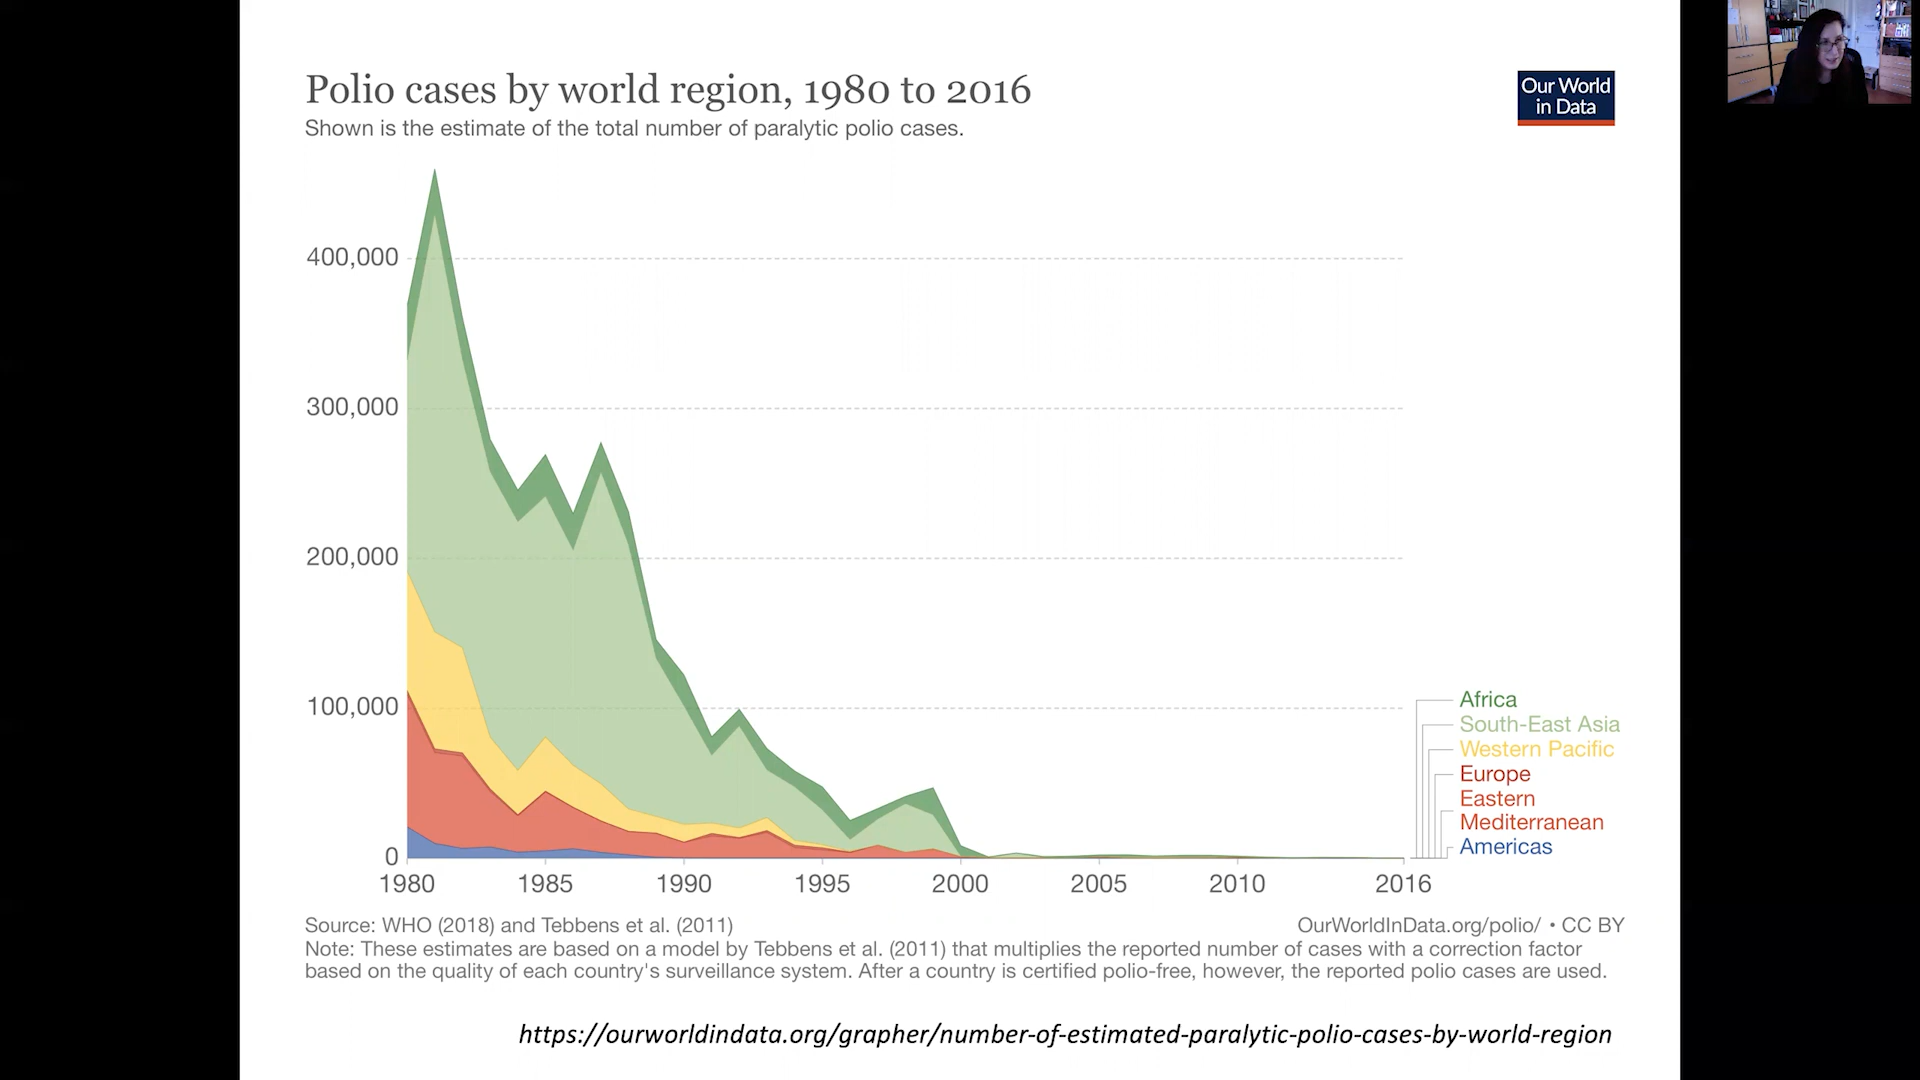 Polio cases by world region, 1980 to 2016
Shown is the estimate of the total number of paralytic polio cases.
Our World
in Data
400,000
300,000
200,000
100,000
0
1980 1985 1990 1995 2000 2005 2010 2016
Africa
South-East Asia
Western Pacific
Europe
Eastern
Mediterranean
Americas
Source: WHO (2018) and Tebbens et al. (2011)
OurWorldInData.org/polio/ • CC BY
Note: These estimates are based on a model by Tebbens et al. (2011) that multiplies the reported number of cases with a correction factor
based on the quality of each country's surveillance system. After a country is certified polio-free, however, the reported polio cases are used.
https://ourworldindata.org/grapher/number-of-estimated-paralytic-polio-cases-by-world-region